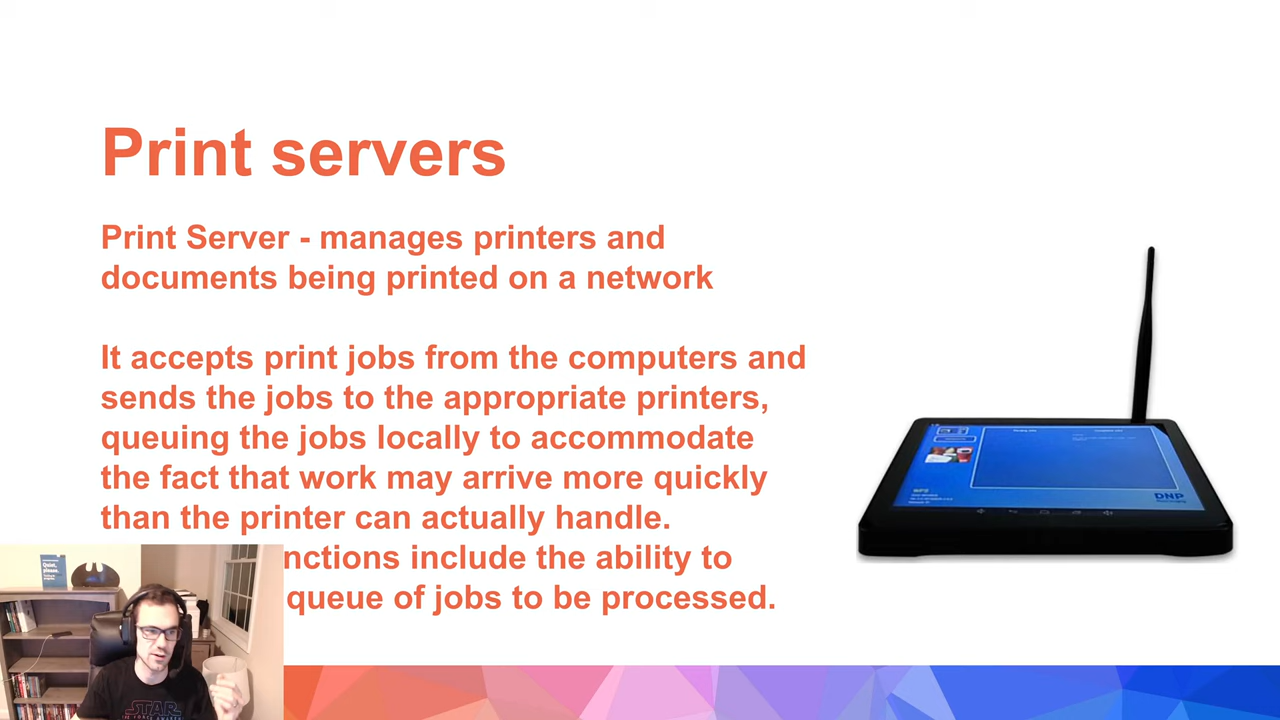 Print servers
Print Server - manages printers and
documents being printed on a network
It accepts print jobs from the computers and
sends the jobs to the appropriate printers,
queuing the jobs locally to accommodate
the fact that work may arrive more quickly
than the printer can actually handle.
nctions include the ability to
queue of jobs to be processed.
DNP
Quiet,
please.
STAR